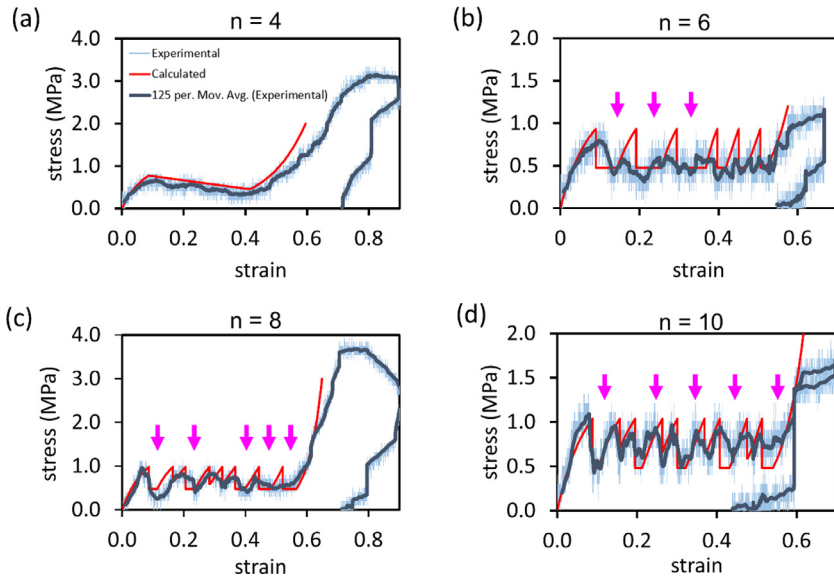 (a)
n = 4
stress (MPa)
4.0
3.0
2.0
1.0
0.0
Experimental
Calculated
125 per. Mov. Avg. (Experimental)
0.0 0.2 0.4 0.6 0.8
strain
(b)
n = 6
stress (MPa)
2.0
1.5
1.0
0.5
0.0
0 0.2 0.4 0.6
strain
(c)
n = 8
stress (MPa)
4.0
3.0
2.0
1.0
0.0
0.0 0.2 0.4 0.6 0.8
strain
(d)
n = 10
stress (MPa)
2.0
1.5
1.0
0.5
0.0
0.0 0.2 0.4 0.6
strain